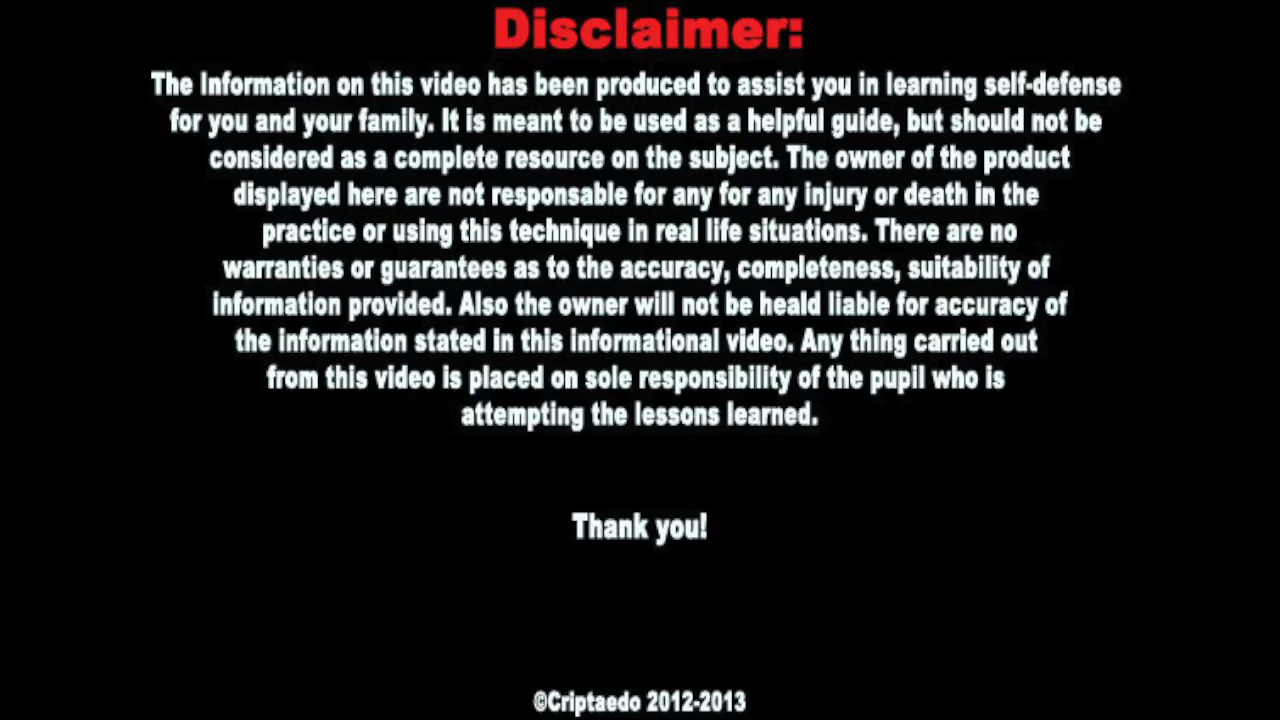 Disclaimer:
The Information on this video has been produced to assist you in learning self-defense
for you and your family. It is meant to be used as a helpful guide, but should not be
considered as a complete resource on the subject. The owner of the product
displayed here are not responsable for any for any injury or death in the
practice or using this technique in real life situations. There are no
warranties or guarantees as to the accuracy, completeness, suitability of
information provided. Also the owner will not be heald liable for accuracy of
the information stated in this informational video. Any thing carried out
from this video is placed on sole responsibility of the pupil who is
attempting the lessons learned.
Thank you!
©Criptaedo 2012-2013